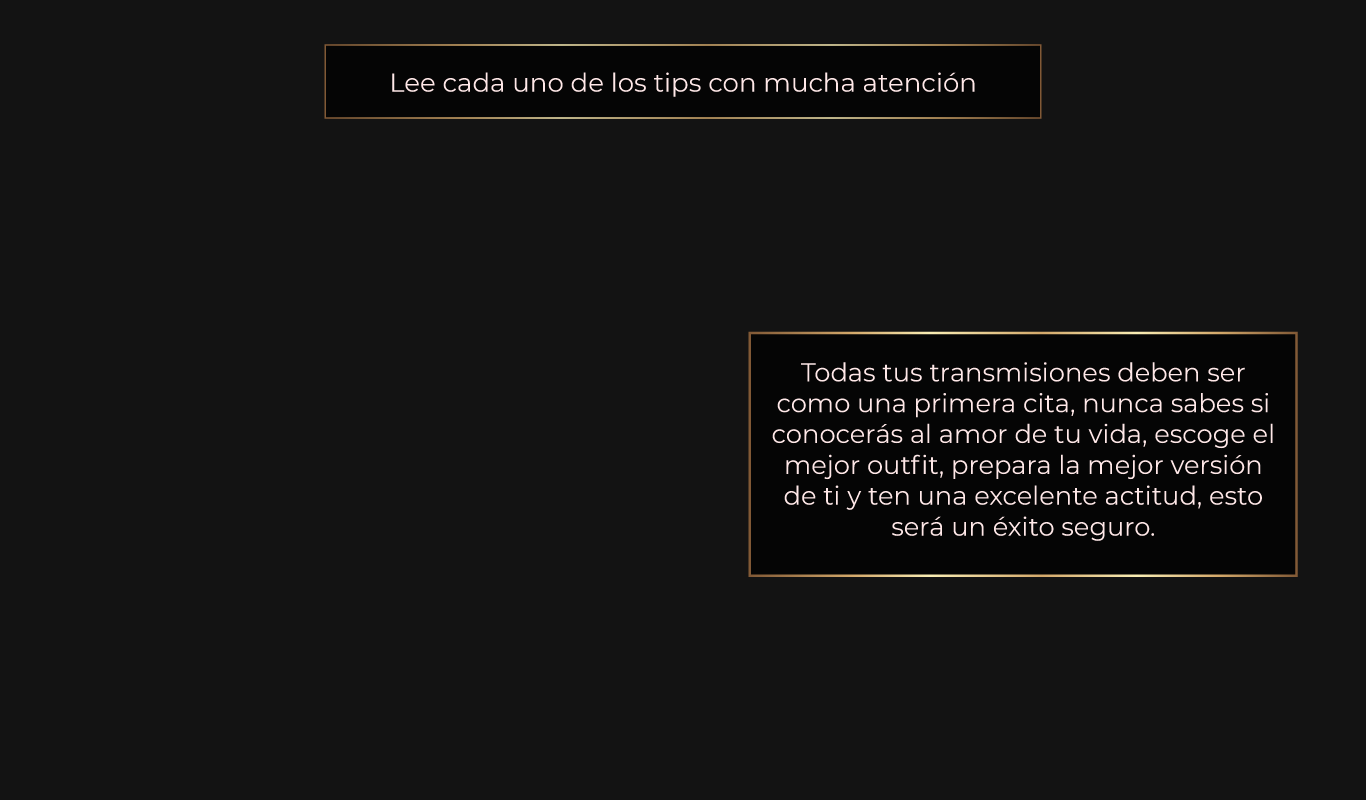 Lee cada uno de los tips con mucha atención
Todas tus transmisiones deben ser
como una primera cita, nunca sabes si
conocerás al amor de tu vida, escoge el
mejor outfit, prepara la mejor versión
de ti y ten una excelente actitud, esto
será un éxito seguro.